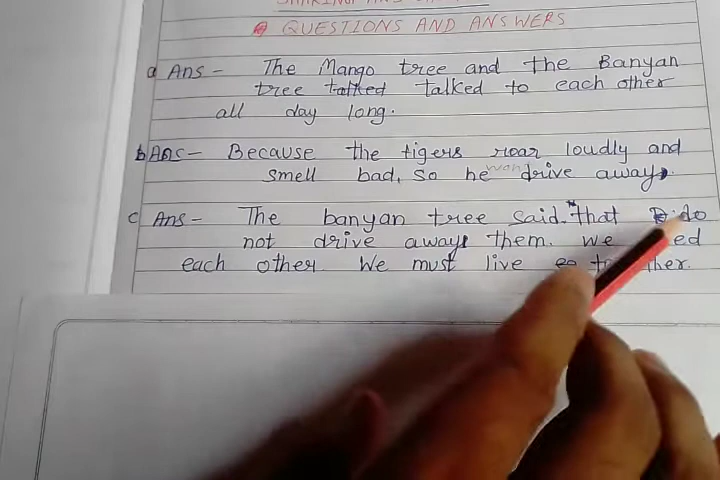 QUESTIONS AND ANSWERS
a Ans - The Mango tree and the Banyan
tree talked talked to each other
all day long.
b Ans - Because the tigers roar loudly and
smell bad, so he want drive away.
c Ans - The banyan tree said that do
not drive away them. We
each other. We must live